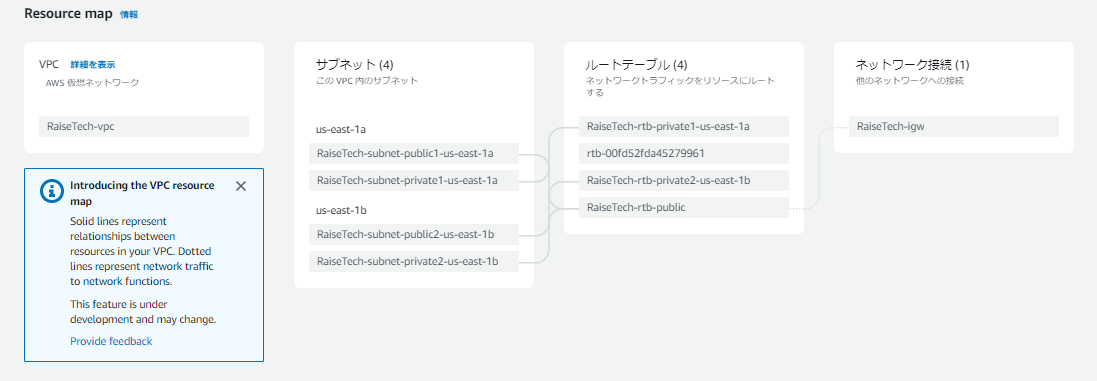 Resource map 情報
VPC 詳細を表示
AWS 仮想ネットワーク
RaiseTech-vpc
Introducing the VPC resource
map
Solid lines represent
relationships between
resources in your VPC. Dotted
lines represent network traffic
to network functions.
This feature is under
development and may change.
Provide feedback
サブネット (4)
この VPC 内のサブネット
us-east-1a
RaiseTech-subnet-public1-us-east-1a
RaiseTech-subnet-private1-us-east-1a
us-east-1b
RaiseTech-subnet-public2-us-east-1b
RaiseTech-subnet-private2-us-east-1b
ルートテーブル (4)
ネットワークトラフィックをリソースにルート
する
RaiseTech-rtb-private1-us-east-1a
rtb-00fd52fda45279961
RaiseTech-rtb-private2-us-east-1b
RaiseTech-rtb-public
ネットワーク接続 (1)
他のネットワークへの接続
RaiseTech-igw